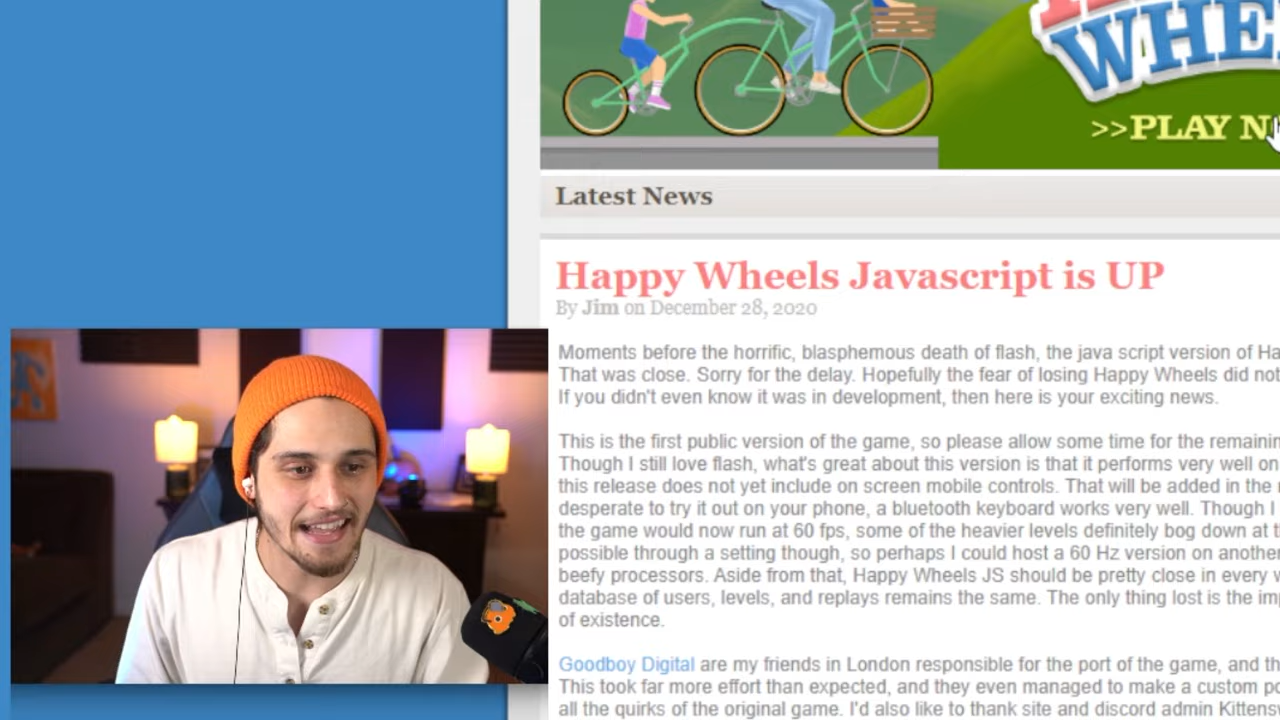 WHE
>>PLAY N
Latest News
Happy Wheels Javascript is UP
By Jim on December 28, 2020
Moments before the horrific, blasphemous death of flash, the java script version of Ha
That was close. Sorry for the delay. Hopefully the fear of losing Happy Wheels did not
If you didn't even know it was in development, then here is your exciting news.
This is the first public version of the game, so please allow some time for the remainin
Though I still love flash, what's great about this version is that it performs very well on
this release does not yet include on screen mobile controls. That will be added in the
desperate to try it out on your phone, a bluetooth keyboard works very well. Though I
the game would now run at 60 fps, some of the heavier levels definitely bog down at t
possible through a setting though, so perhaps I could host a 60 Hz version on another
beefy processors. Aside from that, Happy Wheels JS should be pretty close in every
database of users, levels, and replays remains the same. The only thing lost is the im
of existence.
Goodboy Digital are my friends in London responsible for the port of the game, and th
This took far more effort than expected, and they even managed to make a custom p
all the quirks of the original game. I'd also like to thank site and discord admin Kittens